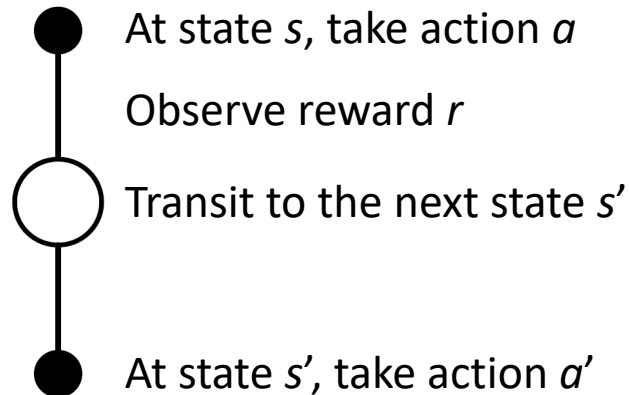 At state s, take action a
Observe reward r
Transit to the next state s’
At state s’, take action a’